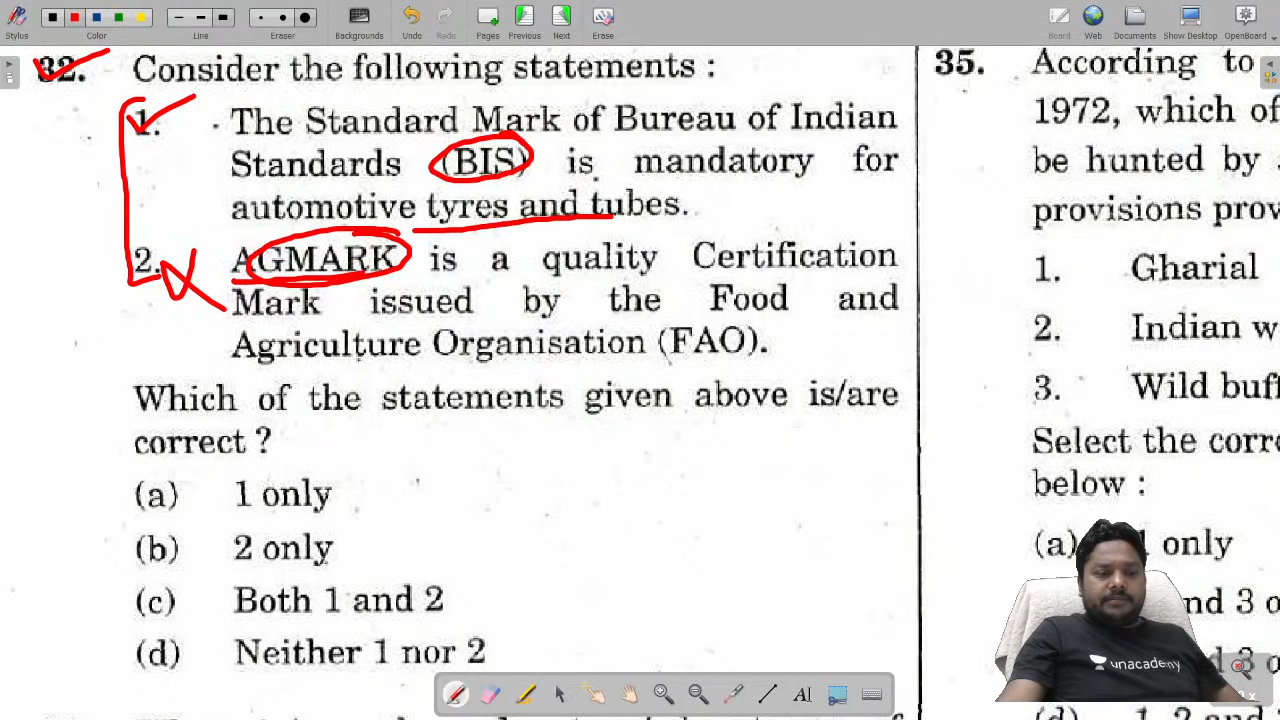 Stylus Color Line Eraser Backgrounds Undo Redo Pages Previous Next Erase Board Web Documents Show Desktop OpenBoard
32. Consider the following statements :
1. The Standard Mark of Bureau of Indian
Standards (BIS) is mandatory for
automotive tyres and tubes.
2. AGMARK is a quality Certification
Mark issued by the Food and
Agriculture Organisation (FAO).
Which of the statements given above is/are
correct ?
(a) 1 only
(b) 2 only
(c) Both 1 and 2
(d) Neither 1 nor 2
35. According to
1972, which of
be hunted by
provisions prov
1. Gharial
2. Indian w
3. Wild buff
Select the corre
below :
(a) 1 only
nd 3 o
d 3 o
(d) 1, 2 and
unacademy